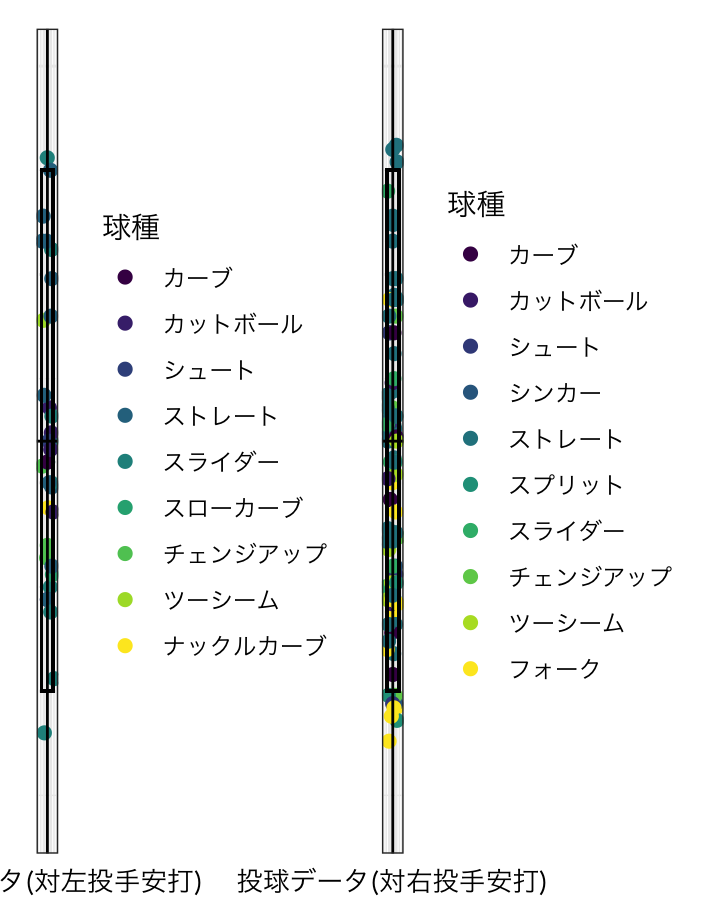 球種
カーブ
カットボール
シュート
ストレート
スライダー
スローカーブ
チェンジアップ
ツーシーム
ナックルカーブ
球種
カーブ
カットボール
シュート
シンカー
ストレート
スプリット
スライダー
チェンジアップ
ツーシーム
フォーク
タ(対左投手安打)
投球データ(対右投手安打)